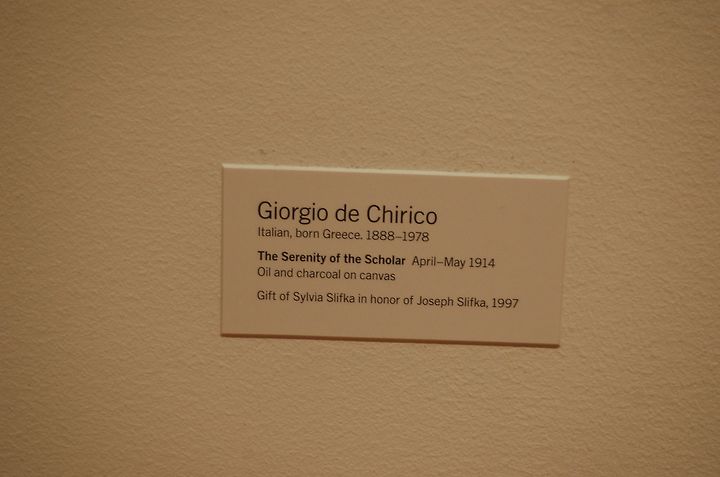 Giorgio de Chirico
Italian, born Greece. 1888–1978
The Serenity of the Scholar April–May 1914
Oil and charcoal on canvas
Gift of Sylvia Slifka in honor of Joseph Slifka, 1997